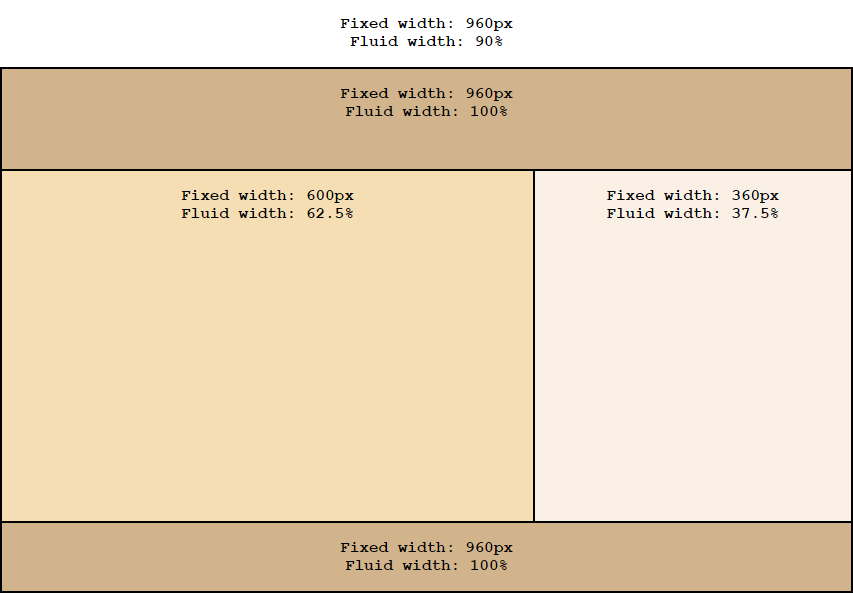 Fixed width: 960px
Fluid width: 90%
Fixed width: 960px
Fluid width: 100%
Fixed width: 600px
Fluid width: 62.5%
Fixed width: 360px
Fluid width: 37.5%
Fixed width: 960px
Fluid width: 100%